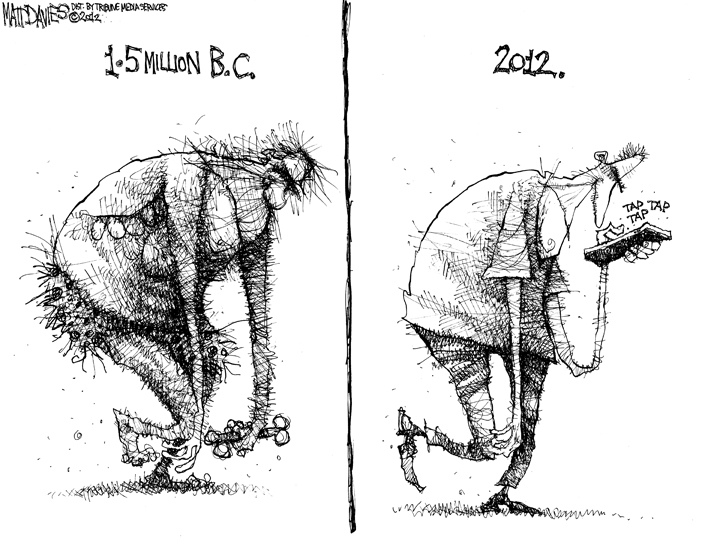 MATT DAVIES DIST. BY TRIBUNE MEDIA SERVICES
©2012
1.5 MILLION B.C.
2012.
TAP TAP
TAP